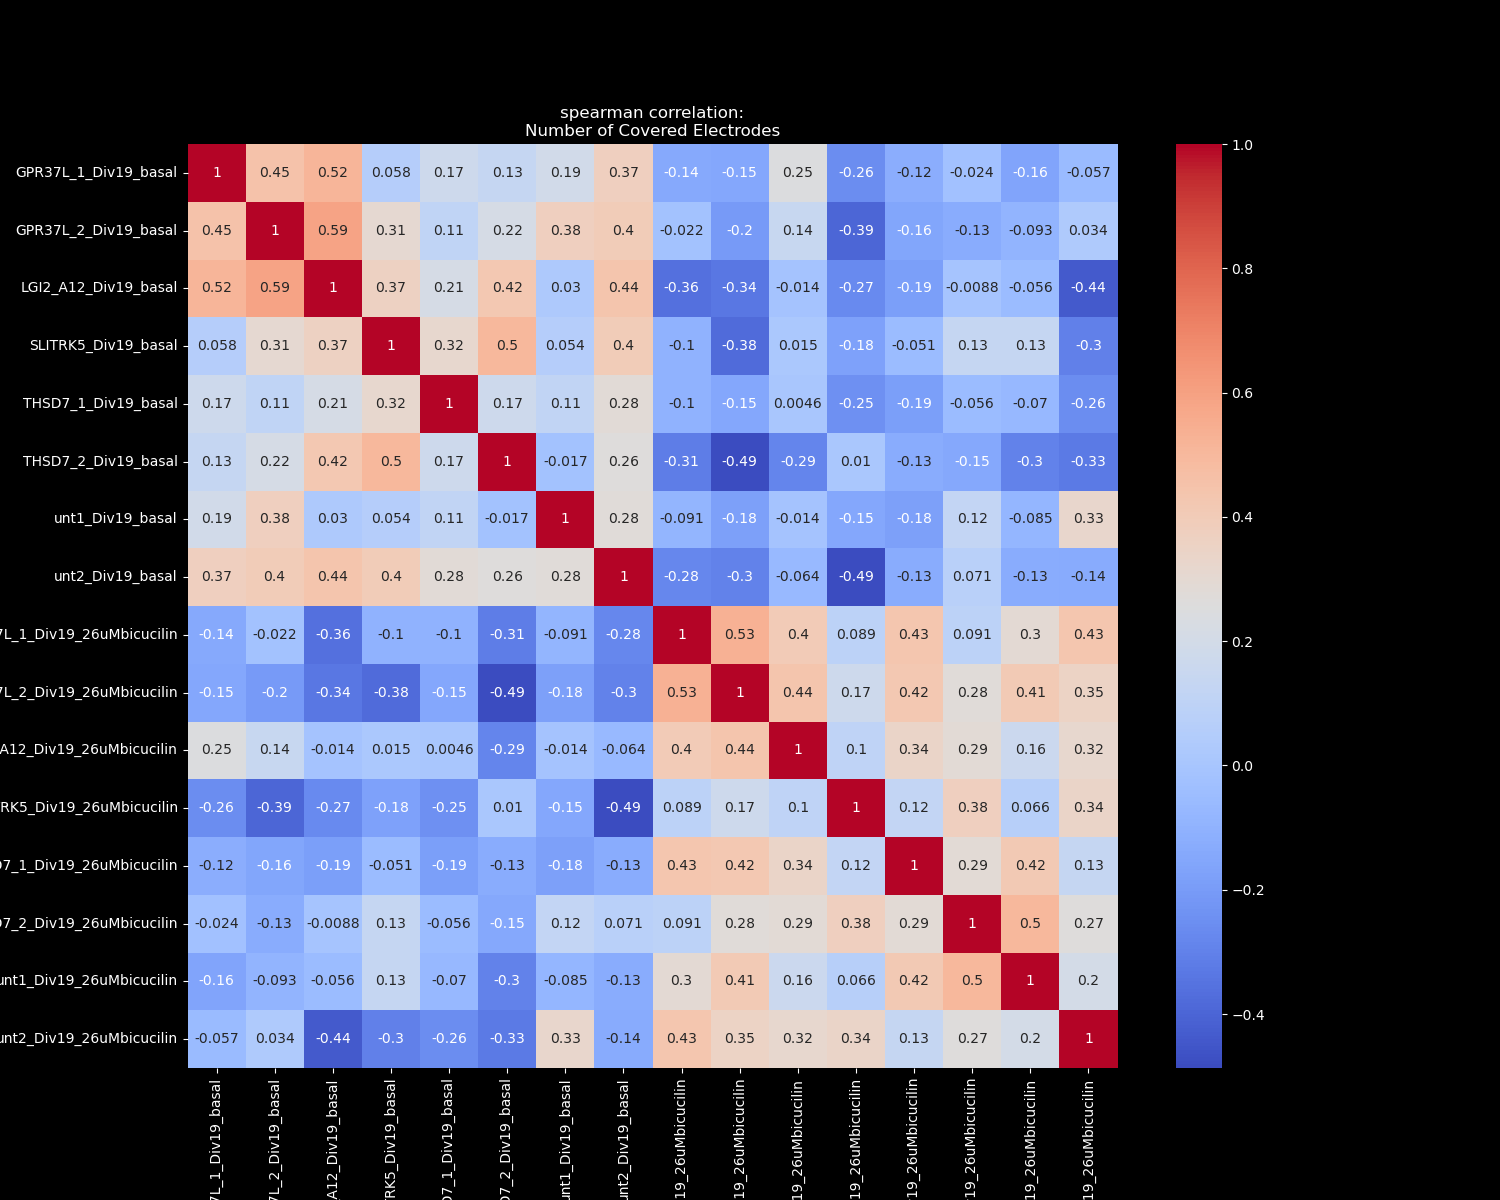 spearman correlation:
Number of Covered Electrodes
GPR37L_1_Div19_basal 1 0.45 0.52 0.058 0.17 0.13 0.19 0.37 -0.14 -0.15 0.25 -0.26 -0.12 -0.024 -0.16 -0.057
GPR37L_2_Div19_basal 0.45 1 0.59 0.31 0.11 0.22 0.38 0.4 -0.022 -0.2 0.14 -0.39 -0.16 -0.13 -0.093 0.034
LGI2_A12_Div19_basal 0.52 0.59 1 0.37 0.21 0.42 0.03 0.44 -0.36 -0.34 -0.014 -0.27 -0.19 -0.0088 -0.056 -0.44
SLITRK5_Div19_basal 0.058 0.31 0.37 1 0.32 0.5 0.054 0.4 -0.1 -0.38 0.015 -0.18 -0.051 0.13 0.13 -0.3
THSD7_1_Div19_basal 0.17 0.11 0.21 0.32 1 0.17 0.11 0.28 -0.1 -0.15 0.0046 -0.25 -0.19 -0.056 -0.07 -0.26
THSD7_2_Div19_basal 0.13 0.22 0.42 0.5 0.17 1 -0.017 0.26 -0.31 -0.49 -0.29 0.01 -0.13 -0.15 -0.3 -0.33
unt1_Div19_basal 0.19 0.38 0.03 0.054 0.11 -0.017 1 0.28 -0.091 -0.18 -0.014 -0.15 -0.18 0.12 -0.085 0.33
unt2_Div19_basal 0.37 0.4 0.44 0.4 0.28 0.26 0.28 1 -0.28 -0.3 -0.064 -0.49 -0.13 0.071 -0.13 -0.14
7L_1_Div19_26uMbicucilin -0.14 -0.022 -0.36 -0.1 -0.1 -0.31 -0.091 -0.28 1 0.53 0.4 0.089 0.43 0.091 0.3 0.43
7L_2_Div19_26uMbicucilin -0.15 -0.2 -0.34 -0.38 -0.15 -0.49 -0.18 -0.3 0.53 1 0.44 0.17 0.42 0.28 0.41 0.35
A12_Div19_26uMbicucilin 0.25 0.14 -0.014 0.015 0.0046 -0.29 -0.014 -0.064 0.4 0.44 1 0.1 0.34 0.29 0.16 0.32
RK5_Div19_26uMbicucilin -0.26 -0.39 -0.27 -0.18 -0.25 0.01 -0.15 -0.49 0.089 0.17 0.1 1 0.12 0.38 0.066 0.34
D7_1_Div19_26uMbicucilin -0.12 -0.16 -0.19 -0.051 -0.19 -0.13 -0.18 -0.13 0.43 0.42 0.34 0.12 1 0.29 0.42 0.13
D7_2_Div19_26uMbicucilin -0.024 -0.13 -0.0088 0.13 -0.056 -0.15 0.12 0.071 0.091 0.28 0.29 0.38 0.29 1 0.5 0.27
unt1_Div19_26uMbicucilin -0.16 -0.093 -0.056 0.13 -0.07 -0.3 -0.085 -0.13 0.3 0.41 0.16 0.066 0.42 0.5 1 0.2
unt2_Div19_26uMbicucilin -0.057 0.034 -0.44 -0.3 -0.26 -0.33 0.33 -0.14 0.43 0.35 0.32 0.34 0.13 0.27 0.2 1
7L_1_Div19_basal
7L_2_Div19_basal
A12_Div19_basal
RK5_Div19_basal
D7_1_Div19_basal
D7_2_Div19_basal
unt1_Div19_basal
unt2_Div19_basal
19_26uMbicucilin
19_26uMbicucilin
19_26uMbicucilin
19_26uMbicucilin
19_26uMbicucilin
19_26uMbicucilin
19_26uMbicucilin
19_26uMbicucilin
1.0
0.8
0.6
0.4
0.2
0.0
−0.2
−0.4